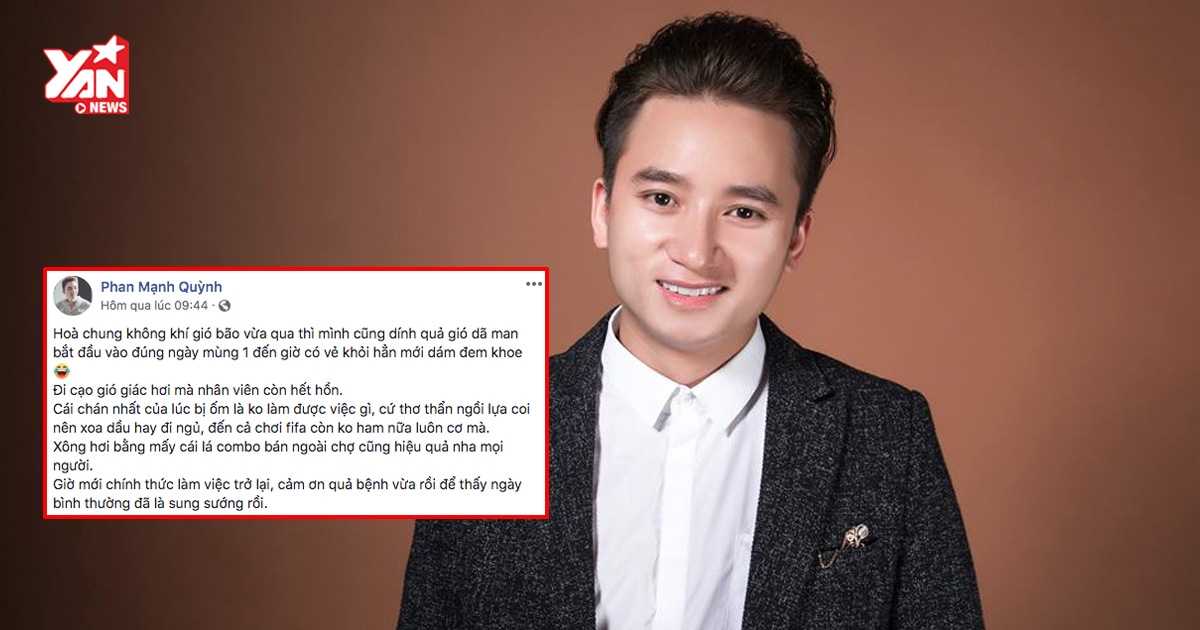 YAN
NEWS
Phan Mạnh Quỳnh
Hôm qua lúc 09:44 ·
Hoà chung không khí gió bão vừa qua thì mình cũng dính quả gió dã man
bắt đầu vào đúng ngày mùng 1 đến giờ có vẻ khỏi hẳn mới dám đem khoe
😂
Đi cạo gió giác hơi mà nhân viên còn hết hồn.
Cái chán nhất của lúc bị ốm là ko làm được việc gì, cứ thơ thẩn ngồi lựa coi
nên xoa dầu hay đi ngủ, đến cả chơi fifa còn ko ham nữa luôn cơ mà.
Xông hơi bằng mấy cái lá combo bán ngoài chợ cũng hiệu quả nha mọi
người.
Giờ mới chính thức làm việc trở lại, cảm ơn quả bệnh vừa rồi để thấy ngày
bình thường đã là sung sướng rồi.